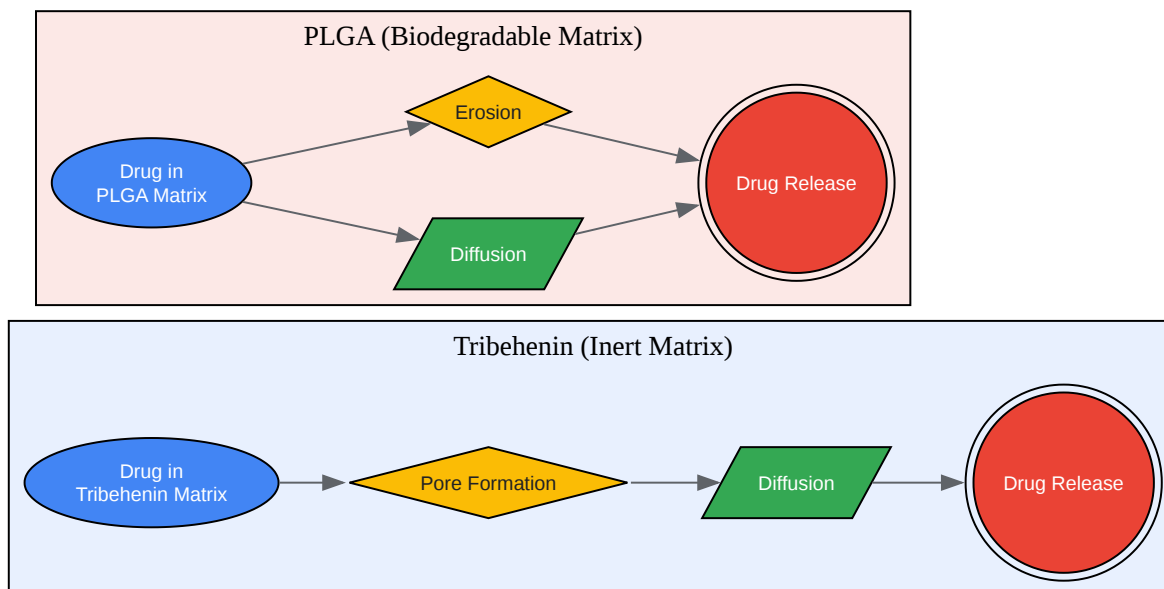 PLGA (Biodegradable Matrix)
Erosion
Drug in
PLGA Matrix
Drug Release
Diffusion
Tribehenin (Inert Matrix)
Drug in
Tribehenin Matrix
Pore Formation
Diffusion
Drug Release